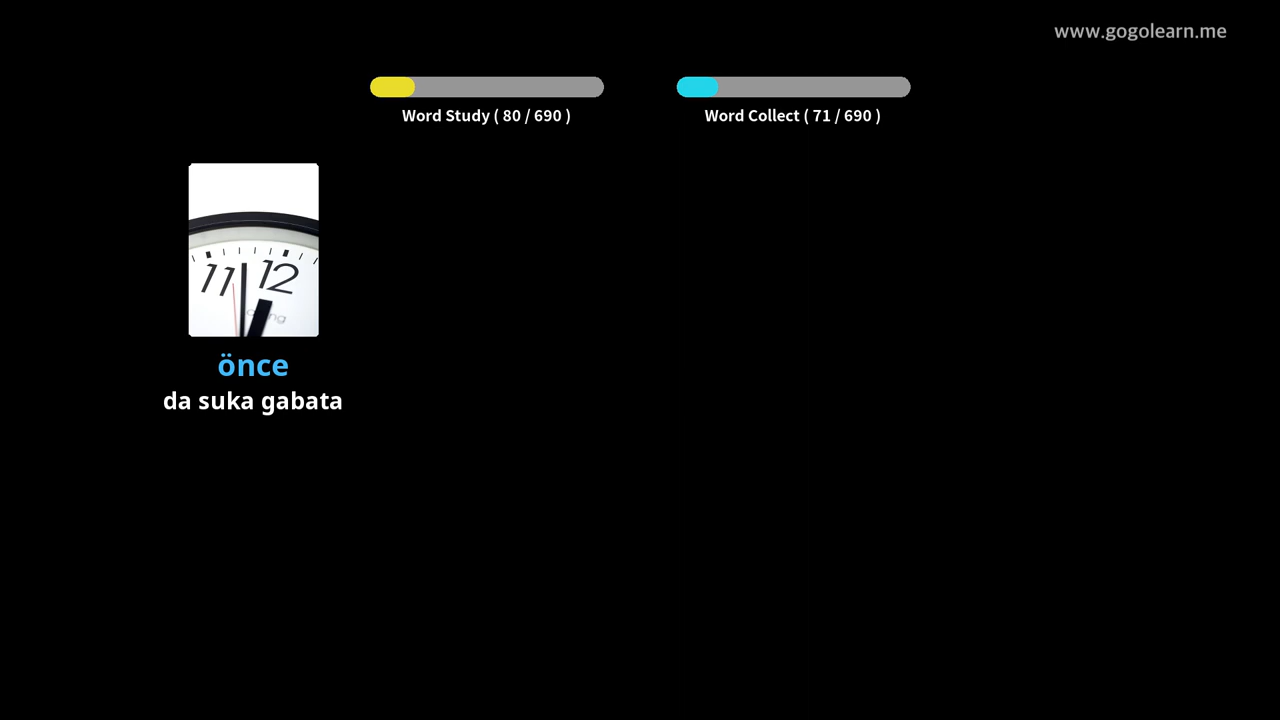 www.gogolearn.me
Word Study ( 80 / 690 )
Word Collect ( 71 / 690 )
11 12
önce
da suka gabata